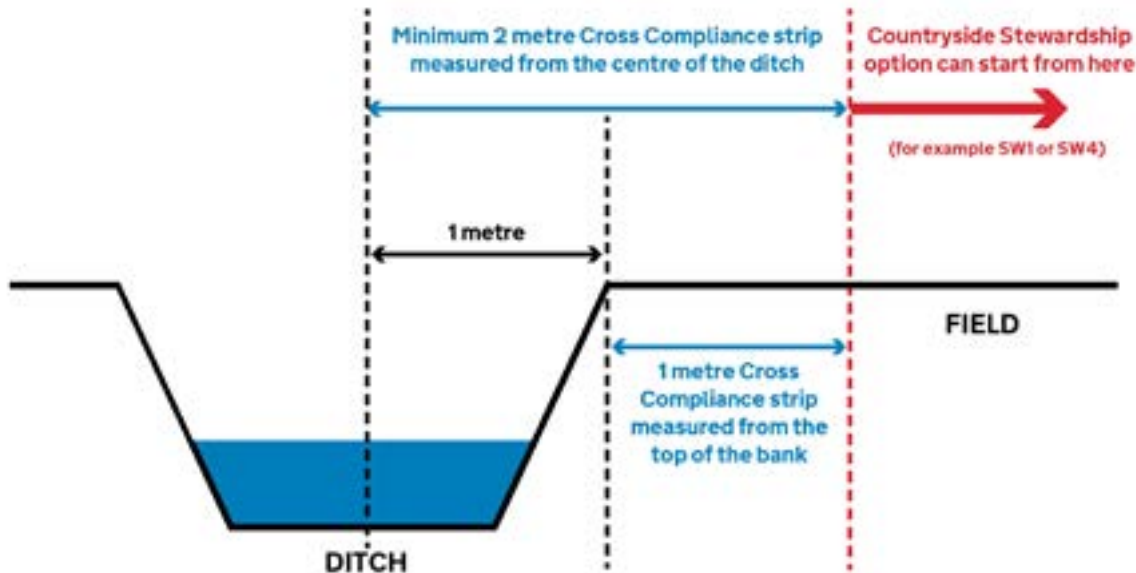 Minimum 2 metre Cross Compliance strip
measured from the centre of the ditch
Countryside Stewardship
option can start from here
(for example SW1 or SW4)
1 metre
FIELD
1 metre Cross
Compliance strip
measured from the
top of the bank
DITCH